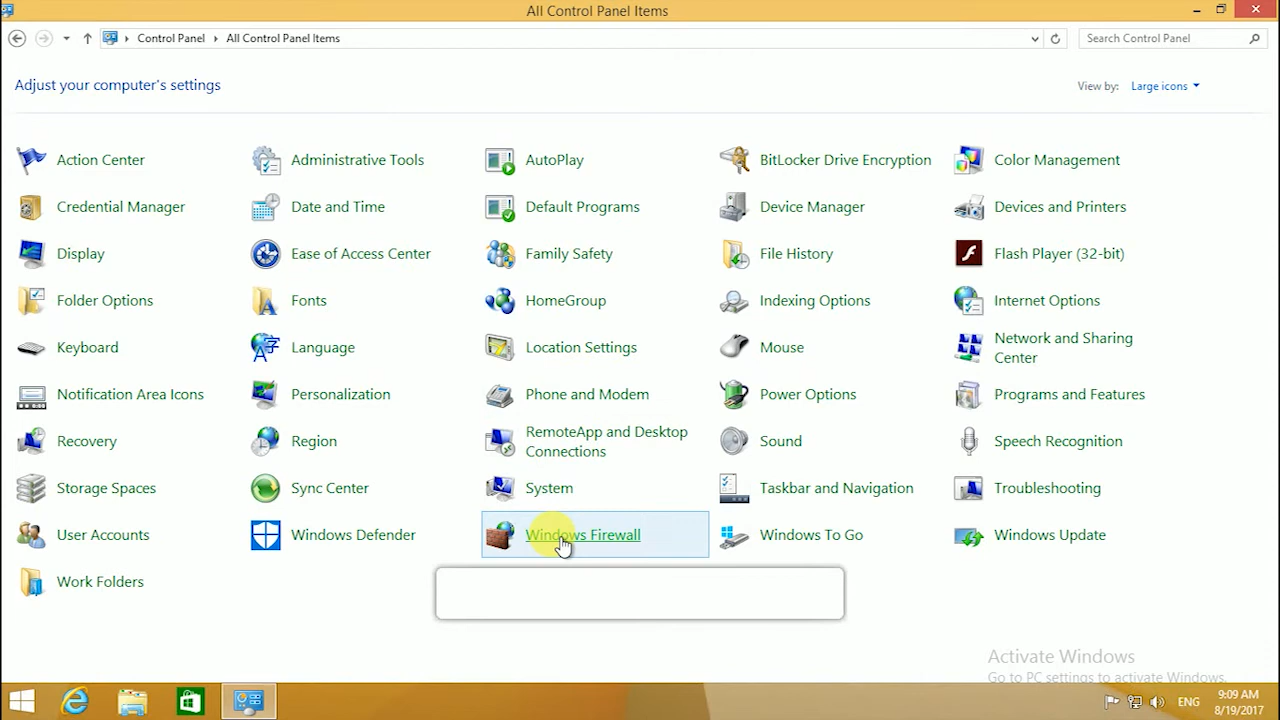 All Control Panel Items
Control Panel
All Control Panel Items
Search Control Panel
Adjust your computer's settings
View by:
Large icons
Action Center
Administrative Tools
AutoPlay
BitLocker Drive Encryption
Color Management
Credential Manager
Date and Time
Default Programs
Device Manager
Devices and Printers
Display
Ease of Access Center
Family Safety
File History
Flash Player (32-bit)
Folder Options
Fonts
HomeGroup
Indexing Options
Internet Options
Keyboard
Language
Location Settings
Mouse
Network and Sharing
Center
Notification Area Icons
Personalization
Phone and Modem
Power Options
Programs and Features
Recovery
Region
RemoteApp and Desktop
Connections
Sound
Speech Recognition
Storage Spaces
Sync Center
System
Taskbar and Navigation
Troubleshooting
User Accounts
Windows Defender
Windows Firewall
Windows To Go
Windows Update
Work Folders
Activate Windows
Go to PC settings to activate Windows.
ENG
9:09 AM
8/19/2017